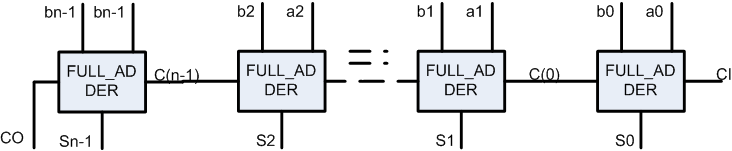 bn-1 bn-1 b2 a2 b1 a1 b0 a0
FULL_AD FULL_AD FULL_AD FULL_AD
DER DER DER DER
C(n-1) C(0) CI
CO Sn-1 S2 S1 S0